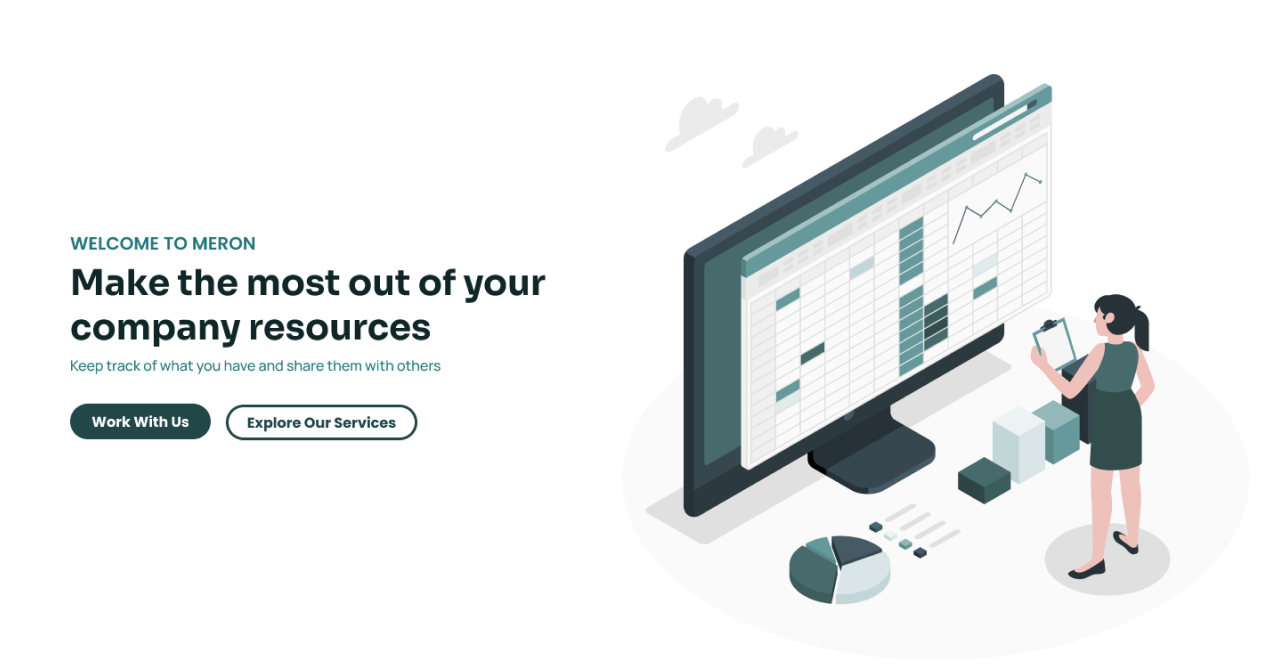 WELCOME TO MERON
Make the most out of your
company resources
Keep track of what you have and share them with others
Work With Us
Explore Our Services